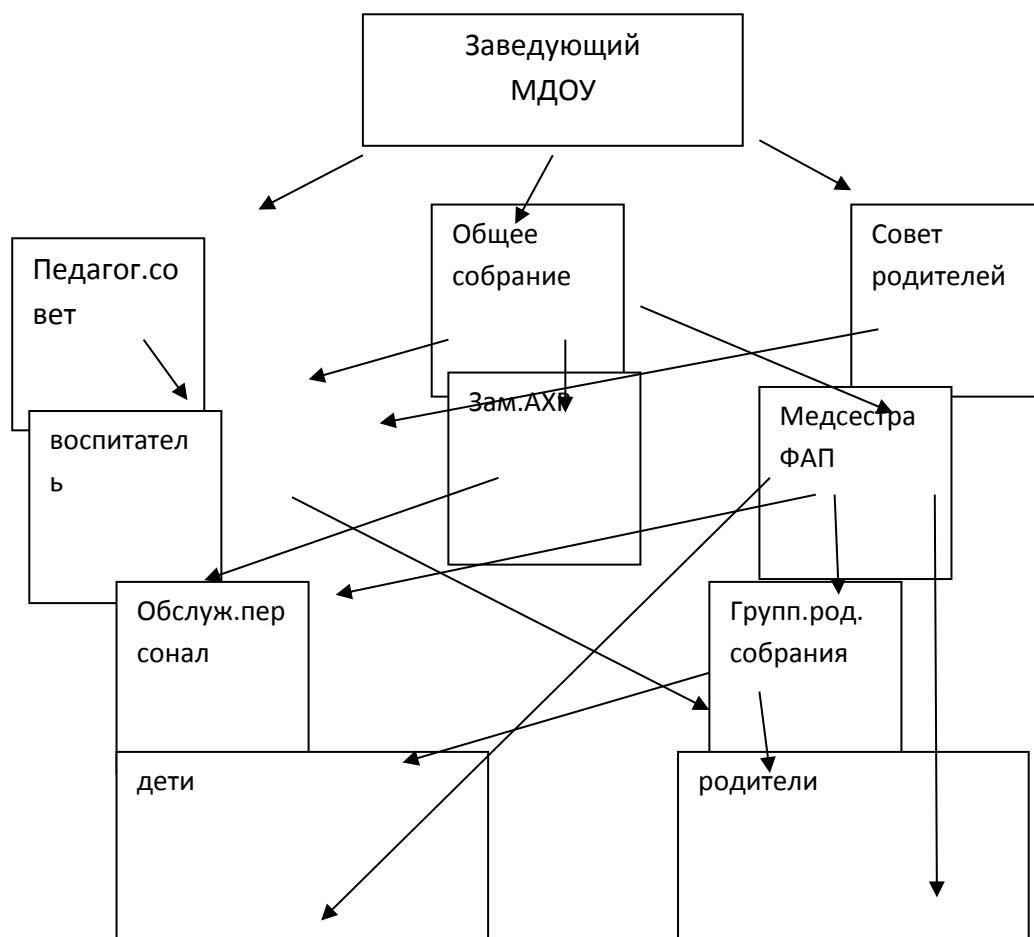 Заведующий
МДОУ
Педагог.со
вет
Общее
собрание
Совет
родителей
воспитател
ь
Зам.АХР
Медсестра
ФАП
Обслуж.пер
сонал
Групп.род.
собрания
дети
родители